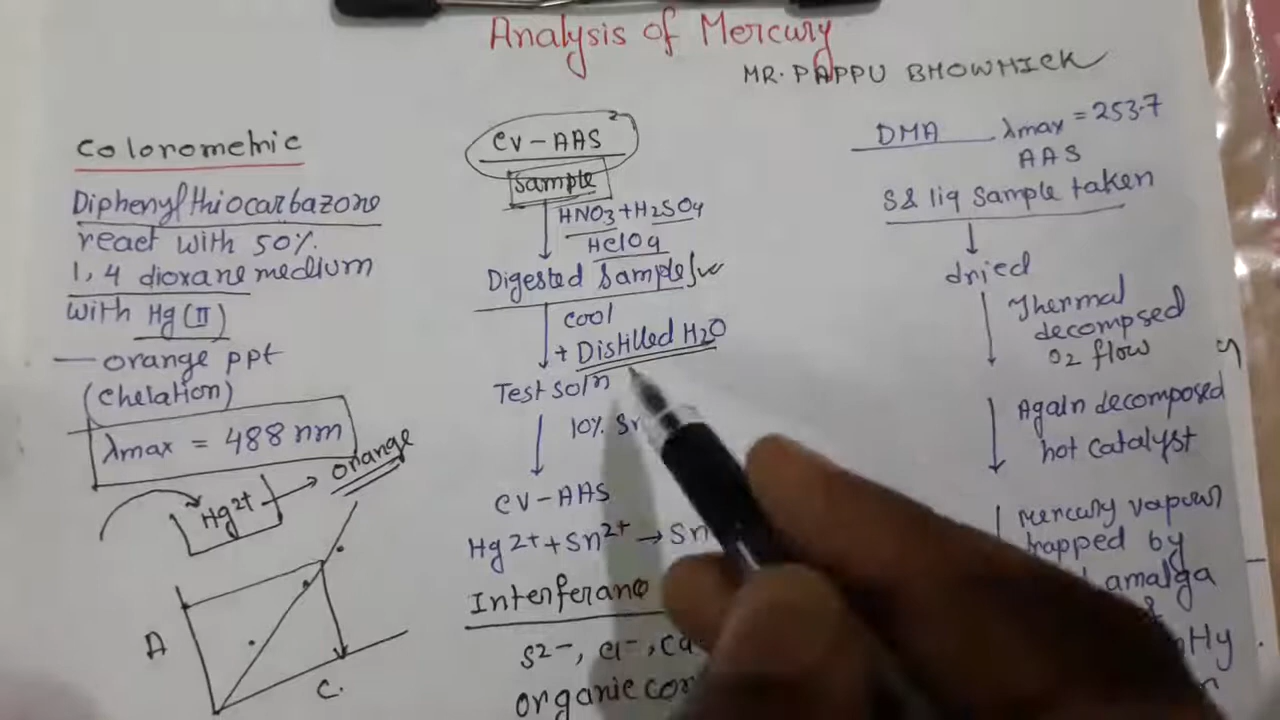 Analysis of Mercury
MR. PAPPU BHOWMICK
Colorometric
Diphenylthiocarbazone
react with 50%.
1, 4 dioxane medium
with Hg(II)
— orange ppt
(chelation)
λmax = 488 nm
Hg2+ → orange
A
C.
CV-AAS
Sample
HNO3+H2SO4
HClO4
Digested Sample
cool
+ Distilled H2O
Test soln
10%.
CV-AAS
Hg2+ + Sn2+ → Sn
Interferanc
S2-, Cl-,
organic
DMA λmax = 253.7
AAS
S & liq Sample taken
dried
Thermal
decompsed
O2 flow
Again decomposed
hot catalyst
Mercury vapour
trapped by
amalga